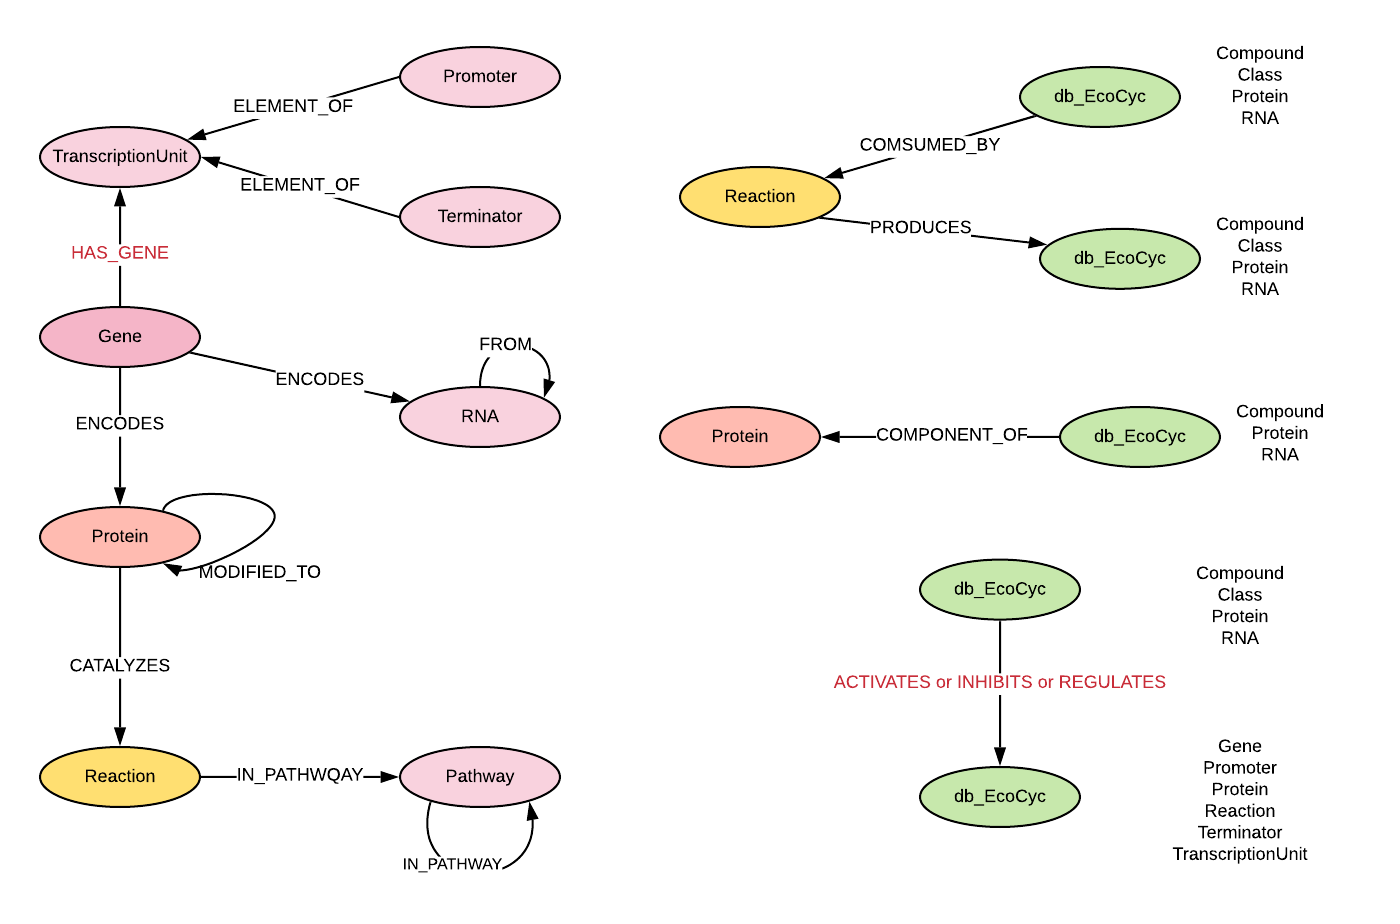 Promoter
ELEMENT_OF
TranscriptionUnit
ELEMENT_OF
Terminator
HAS_GENE
Gene
FROM
ENCODES
RNA
ENCODES
Protein
MODIFIED_TO
CATALYZES
Reaction
IN_PATHWQAY
Pathway
IN_PATHWAY
db_EcoCyc
Compound
Class
Protein
RNA
COMSUMED_BY
Reaction
PRODUCES
db_EcoCyc
Compound
Class
Protein
RNA
Protein
COMPONENT_OF
db_EcoCyc
Compound
Protein
RNA
db_EcoCyc
Compound
Class
Protein
RNA
ACTIVATES or INHIBITS or REGULATES
db_EcoCyc
Gene
Promoter
Protein
Reaction
Terminator
TranscriptionUnit